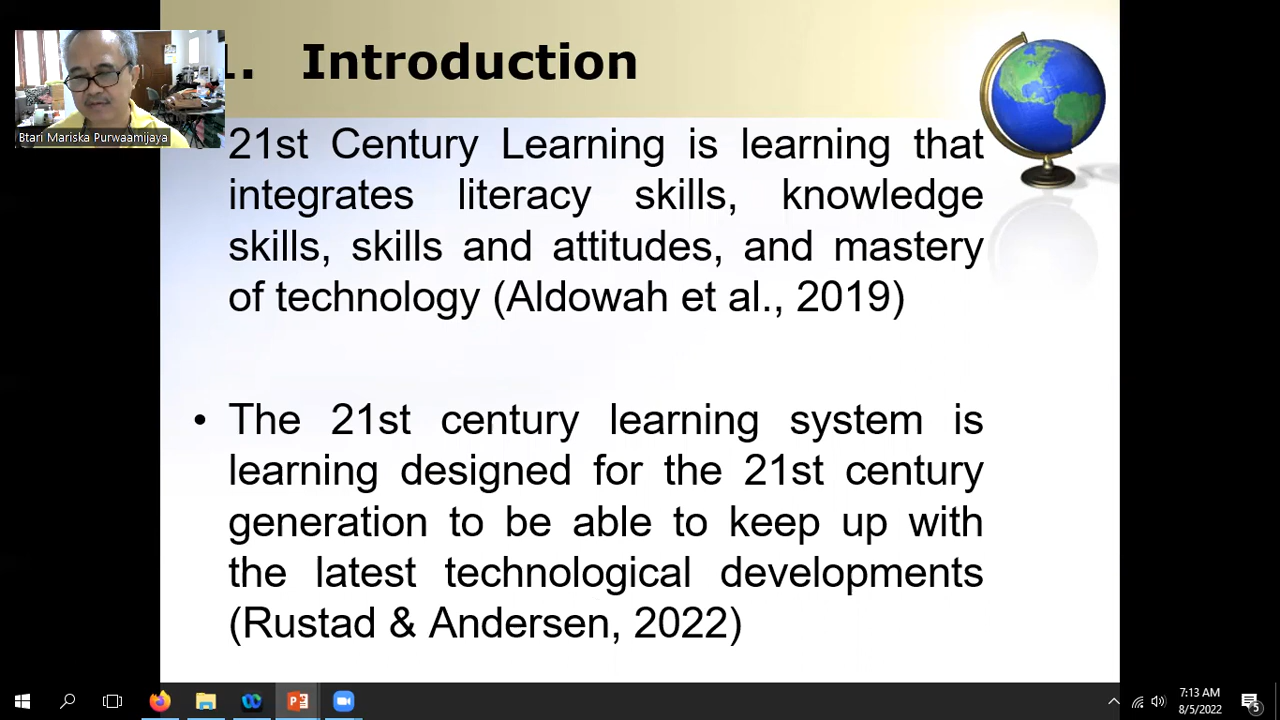 1. Introduction
Btari Mariska Purwaamijaya
21st Century Learning is learning that
integrates literacy skills, knowledge
skills, skills and attitudes, and mastery
of technology (Aldowah et al., 2019)
• The 21st century learning system is
learning designed for the 21st century
generation to be able to keep up with
the latest technological developments
(Rustad & Andersen, 2022)
7:13 AM
8/5/2022
5